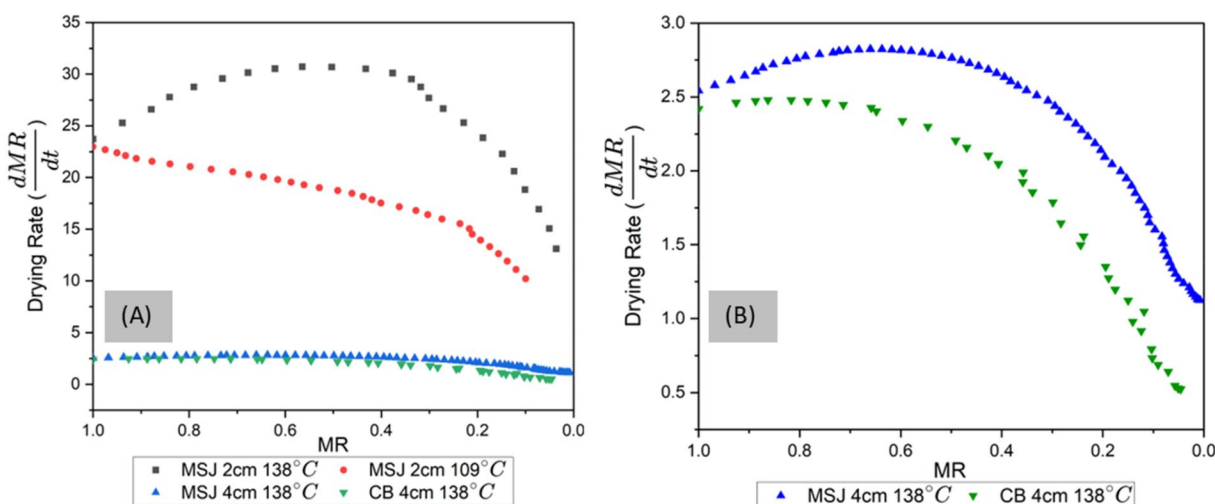 35
30
25
20
15
10
5
0
Drying Rate (dMR/dt)
(A)
1.0 0.8 0.6 0.4 0.2 0.0
MR
■ MSJ 2cm 138°C ● MSJ 2cm 109°C
▲ MSJ 4cm 138°C ▼ CB 4cm 138°C
3.0
2.5
2.0
1.5
1.0
0.5
Drying Rate (dMR/dt)
(B)
1.0 0.8 0.6 0.4 0.2 0.0
MR
▲ MSJ 4cm 138°C ▼ CB 4cm 138°C